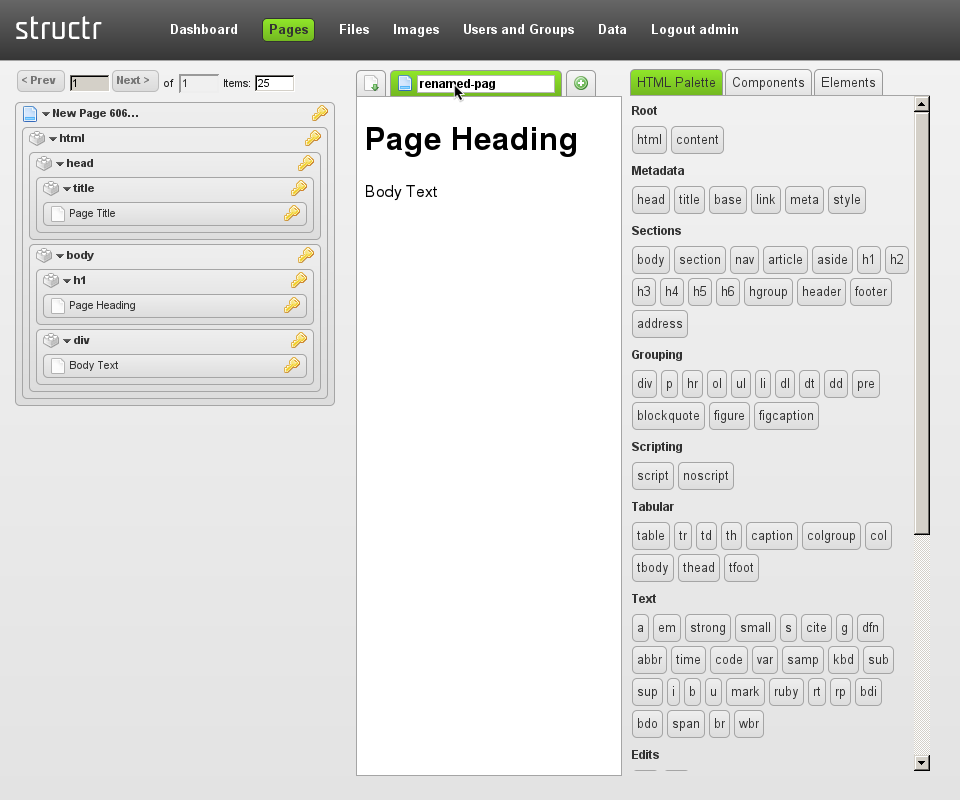 structr
Dashboard Pages Files Images Users and Groups Data Logout admin
< Prev 1 Next > of 1 Items: 25
New Page 606...
html
head
title
Page Title
body
h1
Page Heading
div
Body Text
renamed-pag
Page Heading
Body Text
HTML Palette Components Elements
Root
html content
Metadata
head title base link meta style
Sections
body section nav article aside h1 h2
h3 h4 h5 h6 hgroup header footer
address
Grouping
div p hr ol ul li dl dt dd pre
blockquote figure figcaption
Scripting
script noscript
Tabular
table tr td th caption colgroup col
tbody thead tfoot
Text
a em strong small s cite g dfn
abbr time code var samp kbd sub
sup i b u mark ruby rt rp bdi
bdo span br wbr
Edits